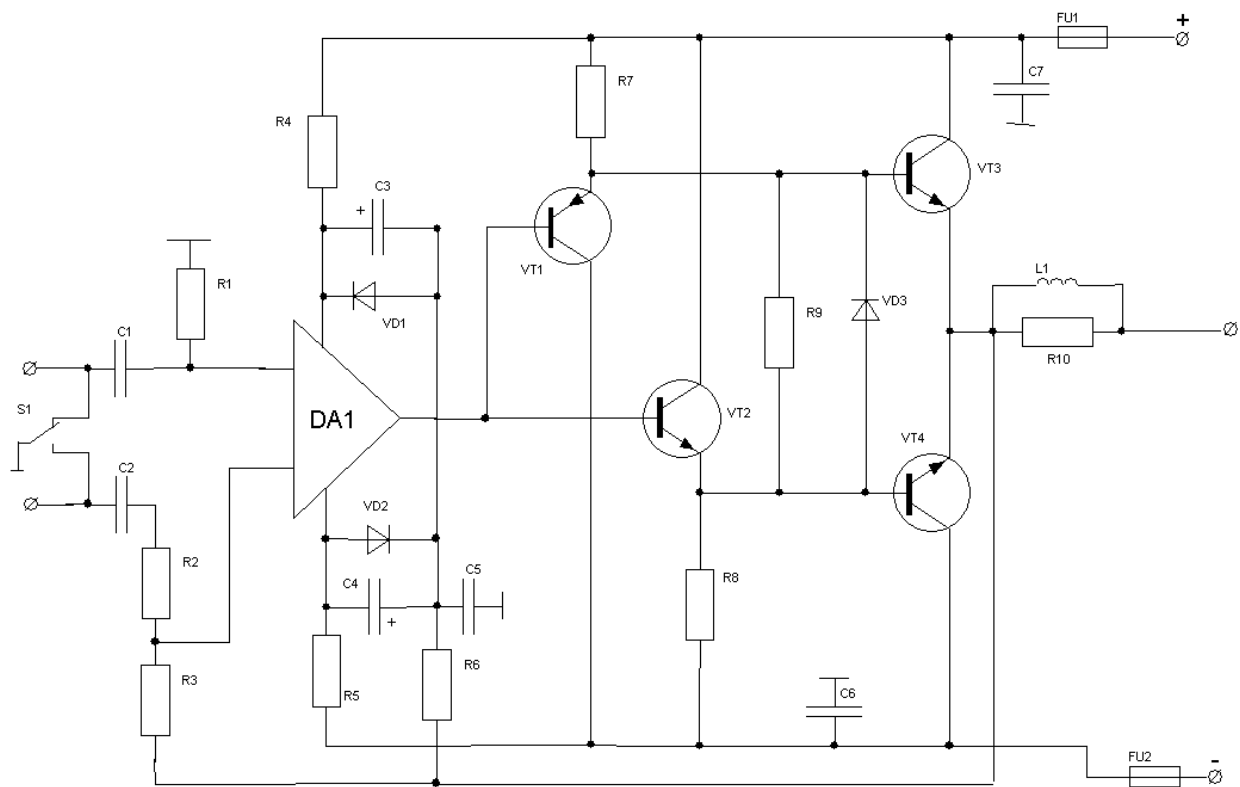 FU1
+
R7
C7
R4
C3
+
VT3
R1
VT1
L1
VD1
R9
VD3
C1
R10
S1
DA1
VT2
VT4
C2
VD2
R2
C4
C5
R8
+
R3
R6
R5
C6
FU2
-